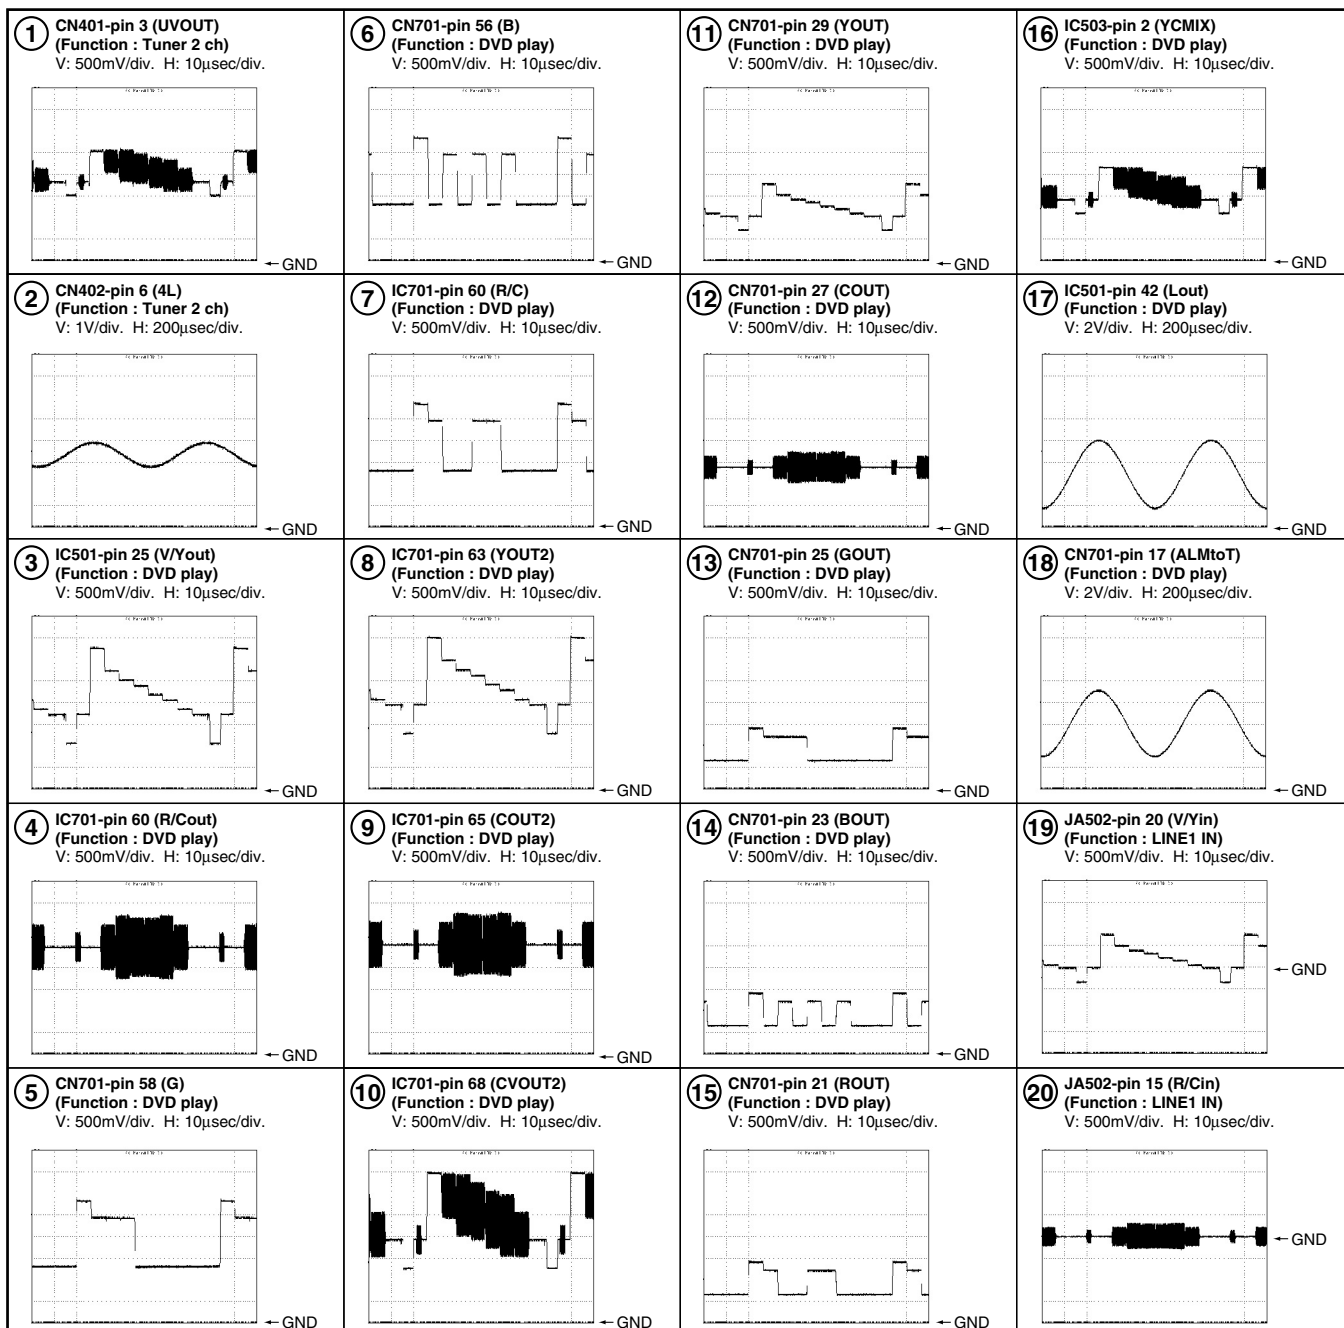 1
CN401-pin 3 (UVOUT)
(Function : Tuner 2 ch)
V: 500mV/div. H: 10µsec/div.
GND
2
CN402-pin 6 (4L)
(Function : Tuner 2 ch)
V: 1V/div. H: 200µsec/div.
GND
3
IC501-pin 25 (V/Yout)
(Function : DVD play)
V: 500mV/div. H: 10µsec/div.
GND
4
IC701-pin 60 (R/Cout)
(Function : DVD play)
V: 500mV/div. H: 10µsec/div.
GND
5
CN701-pin 58 (G)
(Function : DVD play)
V: 500mV/div. H: 10µsec/div.
GND
6
CN701-pin 56 (B)
(Function : DVD play)
V: 500mV/div. H: 10µsec/div.
GND
7
IC701-pin 60 (R/C)
(Function : DVD play)
V: 500mV/div. H: 10µsec/div.
GND
8
IC701-pin 63 (YOUT2)
(Function : DVD play)
V: 500mV/div. H: 10µsec/div.
GND
9
IC701-pin 65 (COUT2)
(Function : DVD play)
V: 500mV/div. H: 10µsec/div.
GND
10
IC701-pin 68 (CVOUT2)
(Function : DVD play)
V: 500mV/div. H: 10µsec/div.
GND
11
CN701-pin 29 (YOUT)
(Function : DVD play)
V: 500mV/div. H: 10µsec/div.
GND
12
CN701-pin 27 (COUT)
(Function : DVD play)
V: 500mV/div. H: 10µsec/div.
GND
13
CN701-pin 25 (GOUT)
(Function : DVD play)
V: 500mV/div. H: 10µsec/div.
GND
14
CN701-pin 23 (BOUT)
(Function : DVD play)
V: 500mV/div. H: 10µsec/div.
GND
15
CN701-pin 21 (ROUT)
(Function : DVD play)
V: 500mV/div. H: 10µsec/div.
GND
16
IC503-pin 2 (YCMIX)
(Function : DVD play)
V: 500mV/div. H: 10µsec/div.
GND
17
IC501-pin 42 (Lout)
(Function : DVD play)
V: 2V/div. H: 200µsec/div.
GND
18
CN701-pin 17 (ALMtoT)
(Function : DVD play)
V: 2V/div. H: 200µsec/div.
GND
19
JA502-pin 20 (V/Yin)
(Function : LINE1 IN)
V: 500mV/div. H: 10µsec/div.
GND
20
JA502-pin 15 (R/Cin)
(Function : LINE1 IN)
V: 500mV/div. H: 10µsec/div.
GND